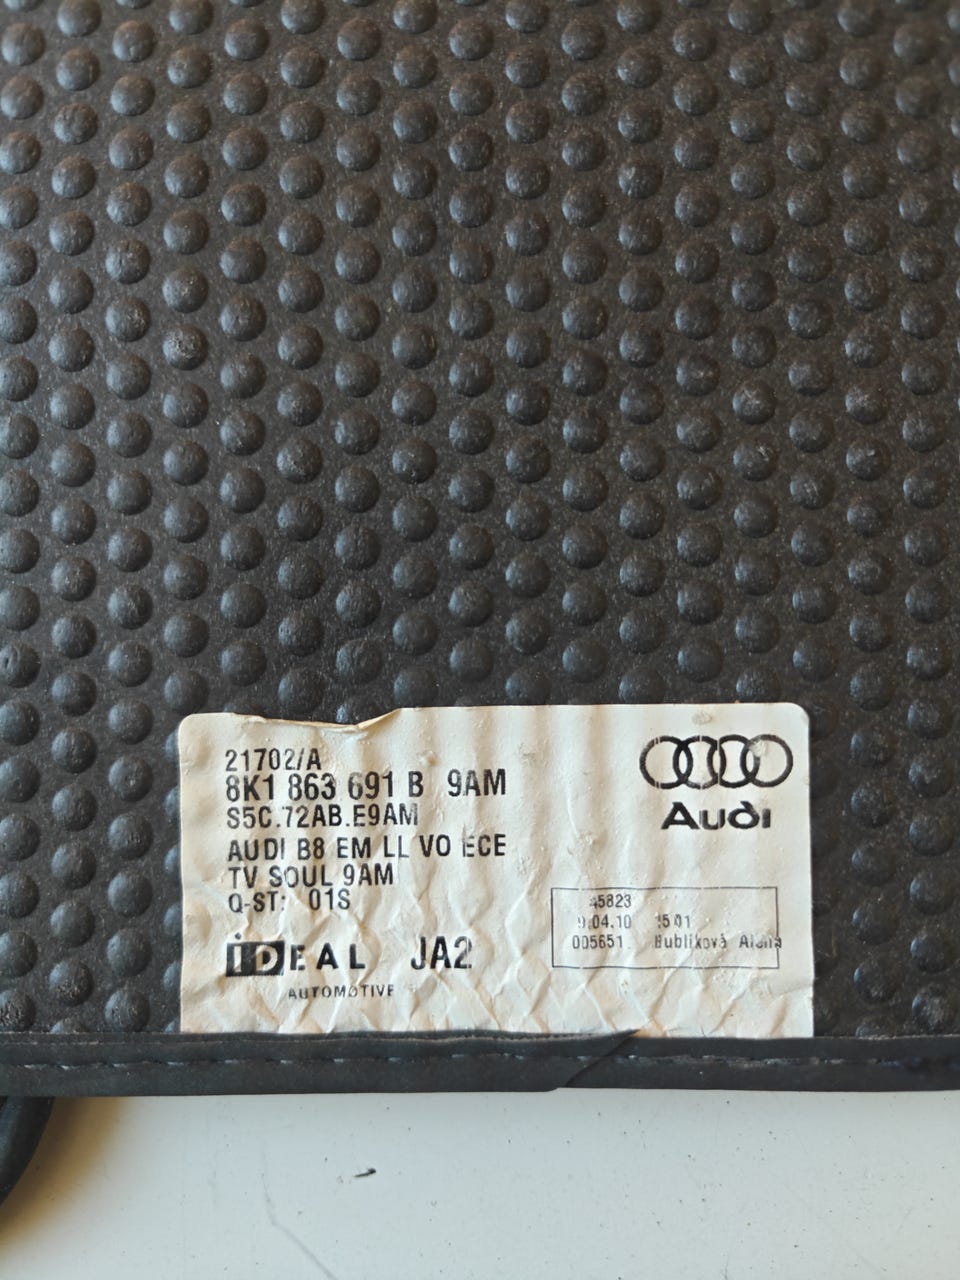 21702/A
8K1 863 691 B 9AM
S5C.72AB.E9AM
AUDI B8 EM LL VO ECE
TV SOUL 9AM
Q-ST: 01S
iDEAL JA2
AUTOMOTIVE
Audi
45823
9.04.10 15:01
005651 Bublíková Alena